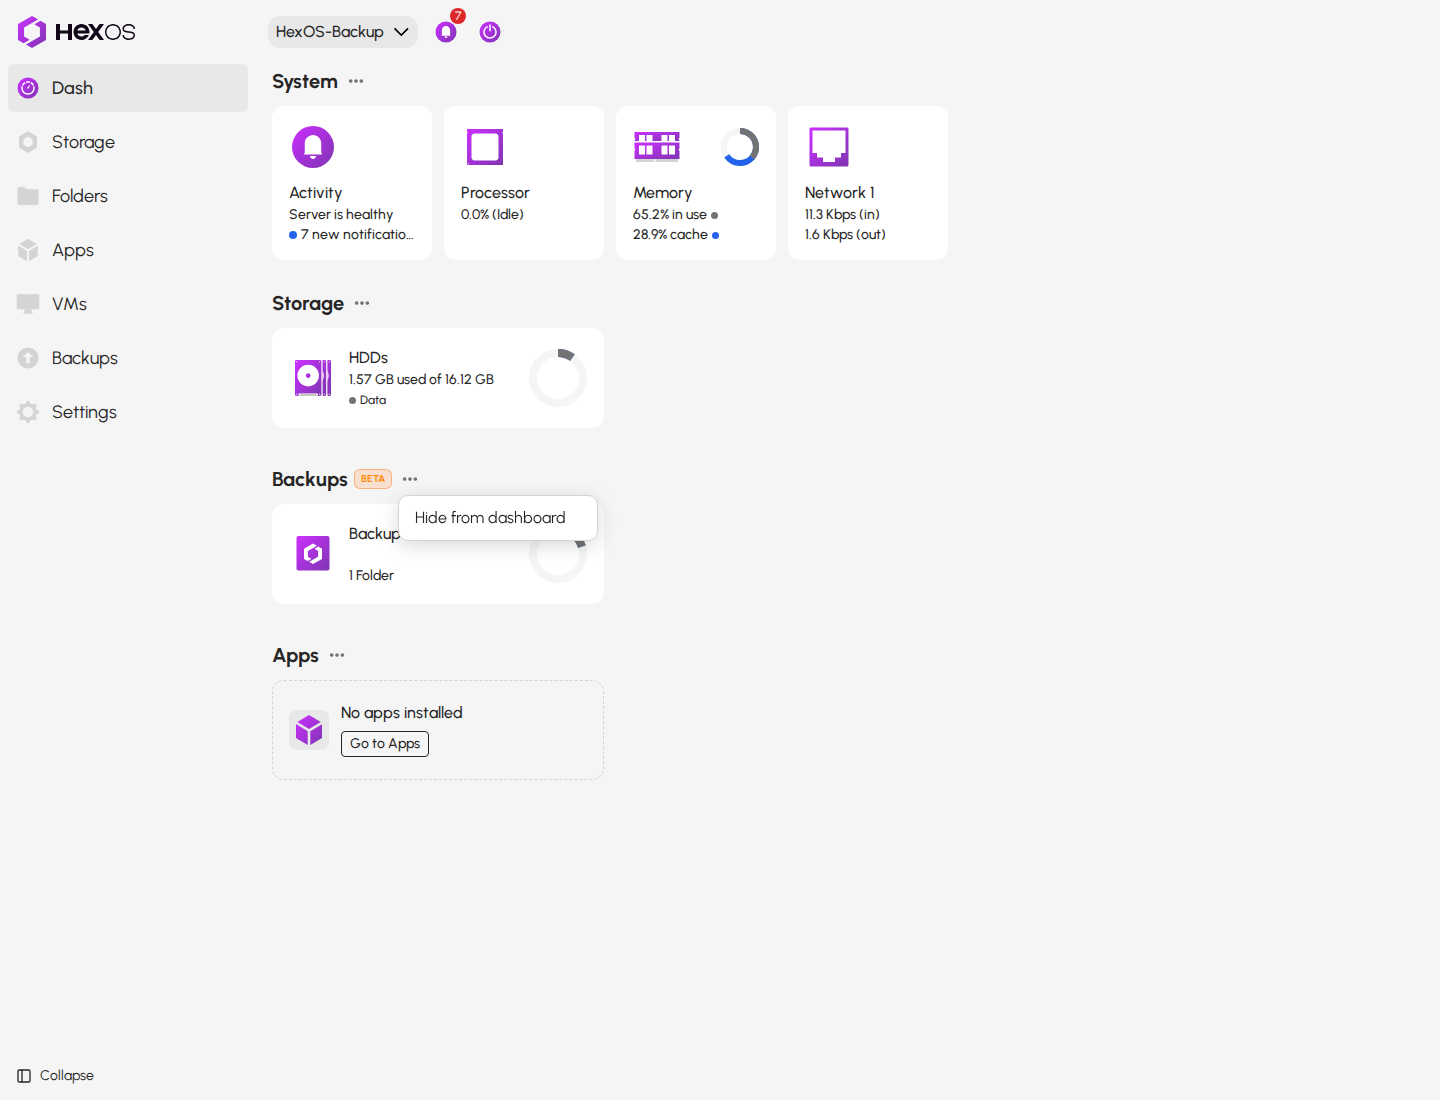 HEXOS
HexOS-Backup
7
Dash
Storage
Folders
Apps
VMs
Backups
Settings
Collapse
System
Activity
Server is healthy
7 new notificatio...
Processor
0.0% (Idle)
Memory
65.2% in use
28.9% cache
Network 1
11.3 Kbps (in)
1.6 Kbps (out)
Storage
HDDs
1.57 GB used of 16.12 GB
Data
Backups BETA
Hide from dashboard
Backup
1 Folder
Apps
No apps installed
Go to Apps